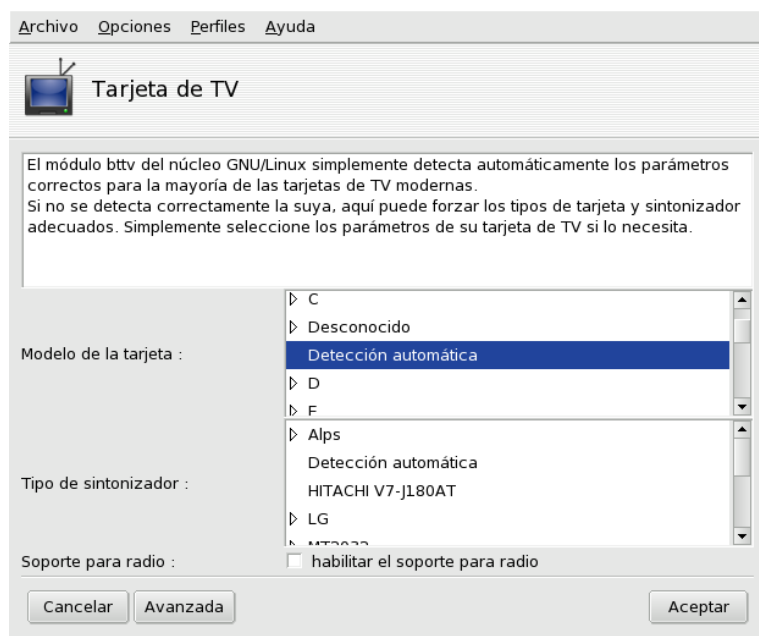 Archivo Opciones Perfiles Ayuda
Tarjeta de TV
El módulo bttv del núcleo GNU/Linux simplemente detecta automáticamente los parámetros
correctos para la mayoría de las tarjetas de TV modernas.
Si no se detecta correctamente la suya, aquí puede forzar los tipos de tarjeta y sintonizador
adecuados. Simplemente seleccione los parámetros de su tarjeta de TV si lo necesita.
Modelo de la tarjeta :
C
Desconocido
Detección automática
D
Tipo de sintonizador :
Alps
Detección automática
HITACHI V7-J180AT
LG
MT2032
Soporte para radio :
habilitar el soporte para radio
Cancelar Avanzada Aceptar